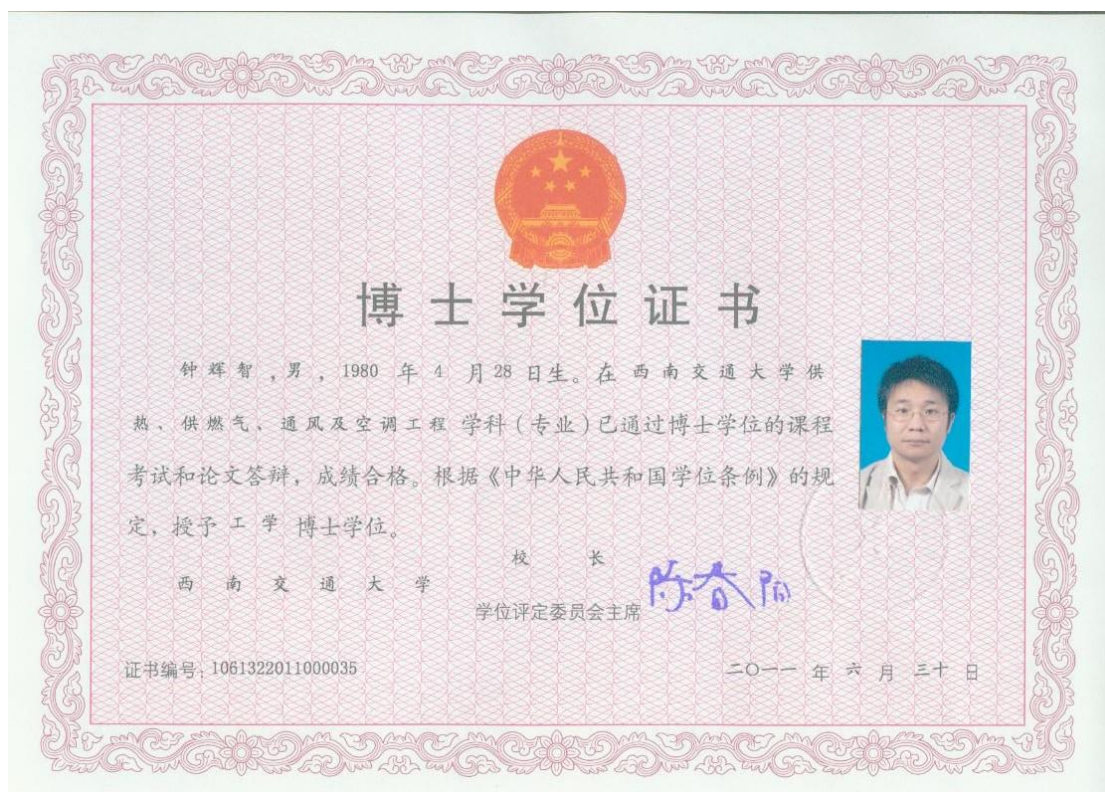 博士学位证书
钟辉智,男,1980 年 4 月 28 日生。在 西南交通大学供
热、供燃气、通风及空调工程 学科(专业)已通过博士学位的课程
考试和论文答辩,成绩合格。根据《中华人民共和国学位条例》的规
定,授予 工学 博士学位。
校 长
西南交通大学
学位评定委员会主席
陈春阳
证书编号:1061322011000035
二〇一一 年 六 月 三十 日